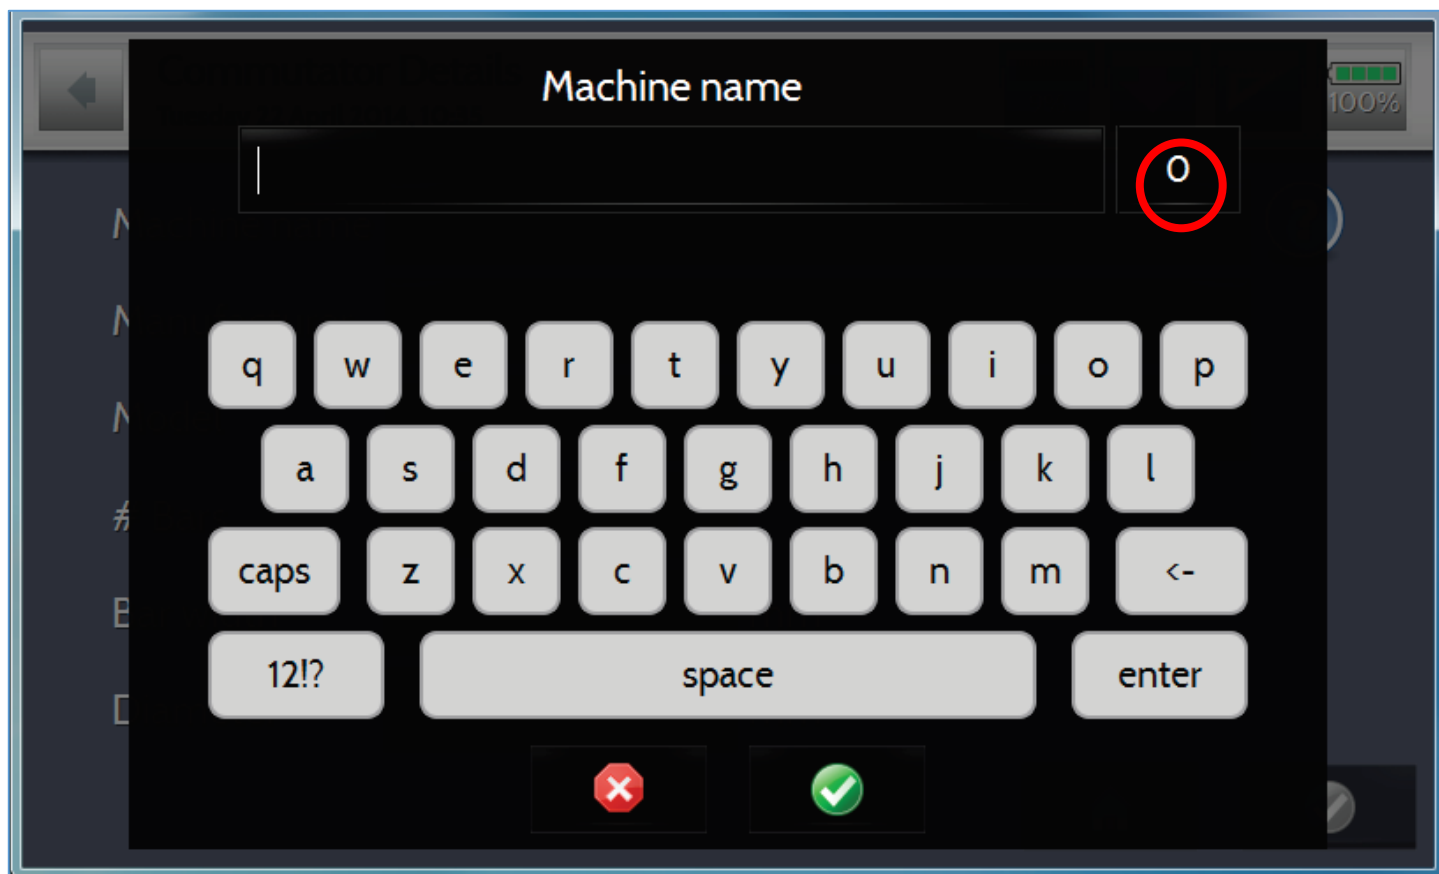 Machine name
100%
0
q w e r t y u i o p
a s d f g h j k l
caps z x c v b n m <-
12!? space enter